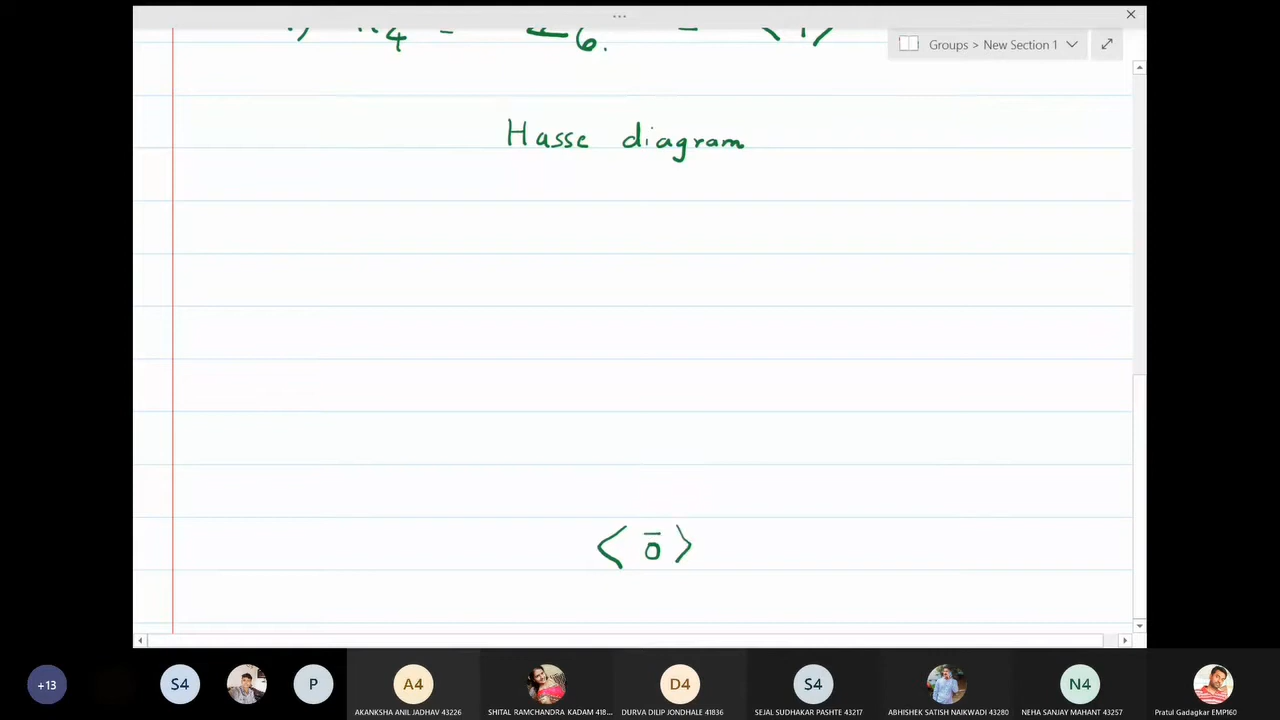 Groups > New Section 1
Hasse diagram
< 0̄ >
+13
S4
P
A4
D4
S4
N4
AKANKSHA ANIL JADHAV 43226
SHITAL RAMCHANDRA KADAM 418...
DURVA DILIP JONDHALE 41836
SEJAL SUDHAKAR PASHTE 43217
ABHISHEK SATISH NAIKWADI 43280
NEHA SANJAY MAHANT 43257
Pratul Gadagkar EMP160